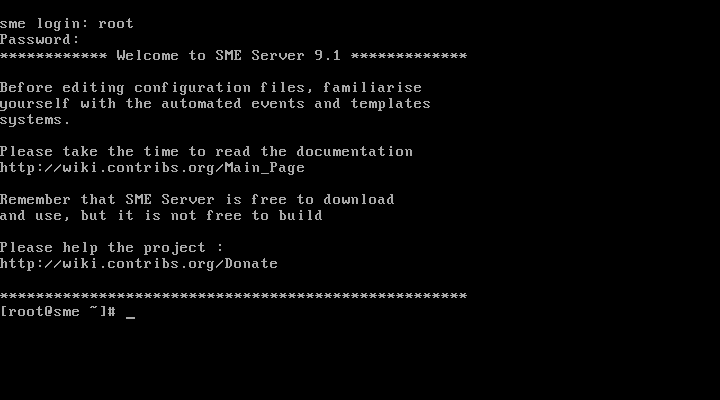 sme login: root
Password:
************ Welcome to SME Server 9.1 *************
Before editing configuration files, familiarise
yourself with the automated events and templates
systems.
Please take the time to read the documentation
http://wiki.contribs.org/Main_Page
Remember that SME Server is free to download
and use, but it is not free to build
Please help the project :
http://wiki.contribs.org/Donate
****************************************************
[root@sme ~]# _